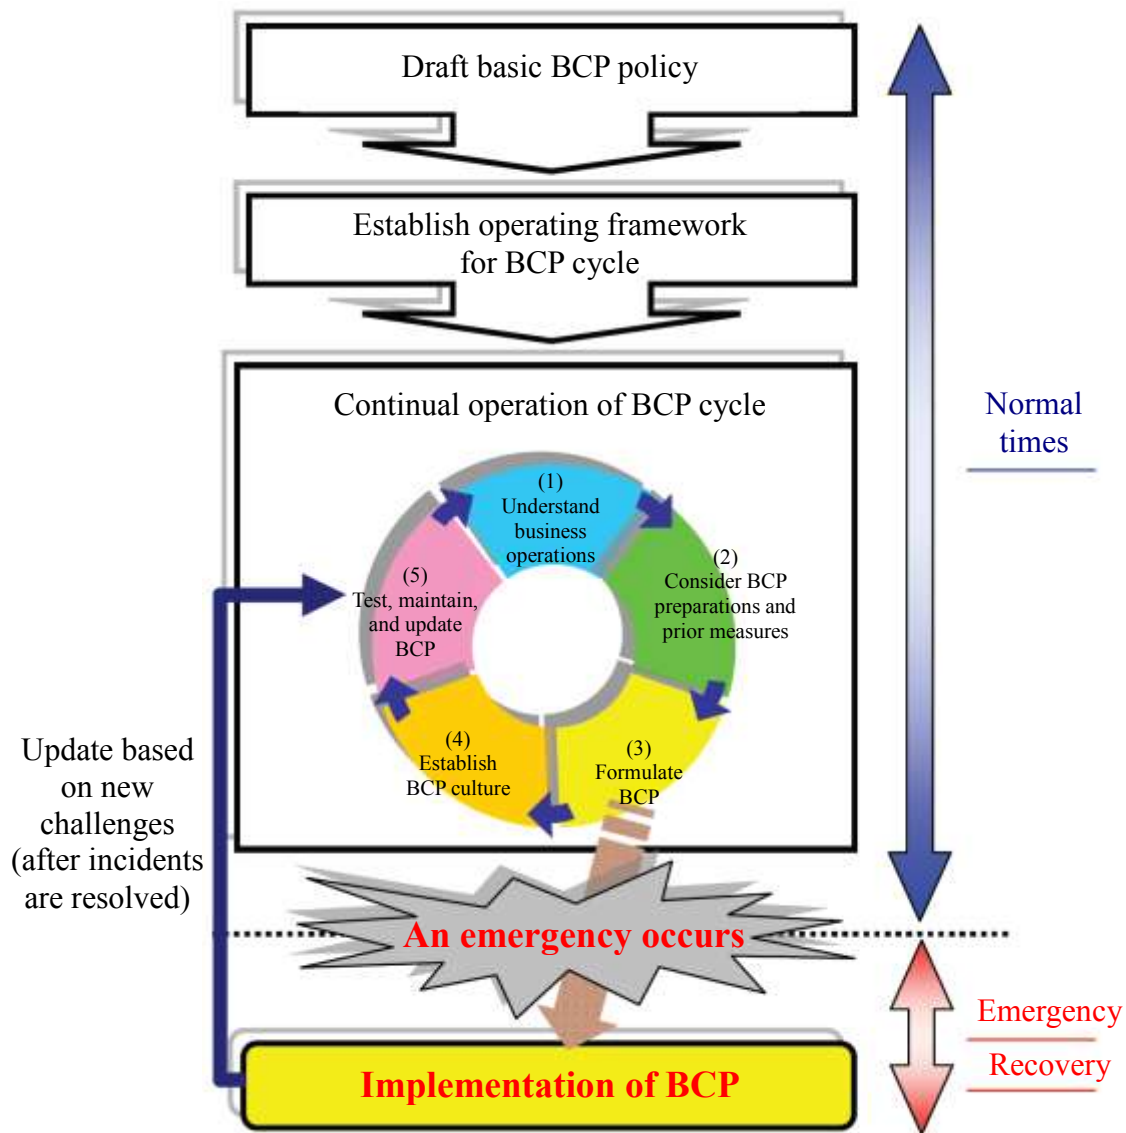 Draft basic BCP policy
Establish operating framework
for BCP cycle
Continual operation of BCP cycle
(1)
Understand
business
operations
(2)
Consider BCP
preparations and
prior measures
(3)
Formulate
BCP
(4)
Establish
BCP culture
(5)
Test, maintain,
and update
BCP
Normal
times
Update based
on new
challenges
(after incidents
are resolved)
An emergency occurs
Emergency
Recovery
Implementation of BCP